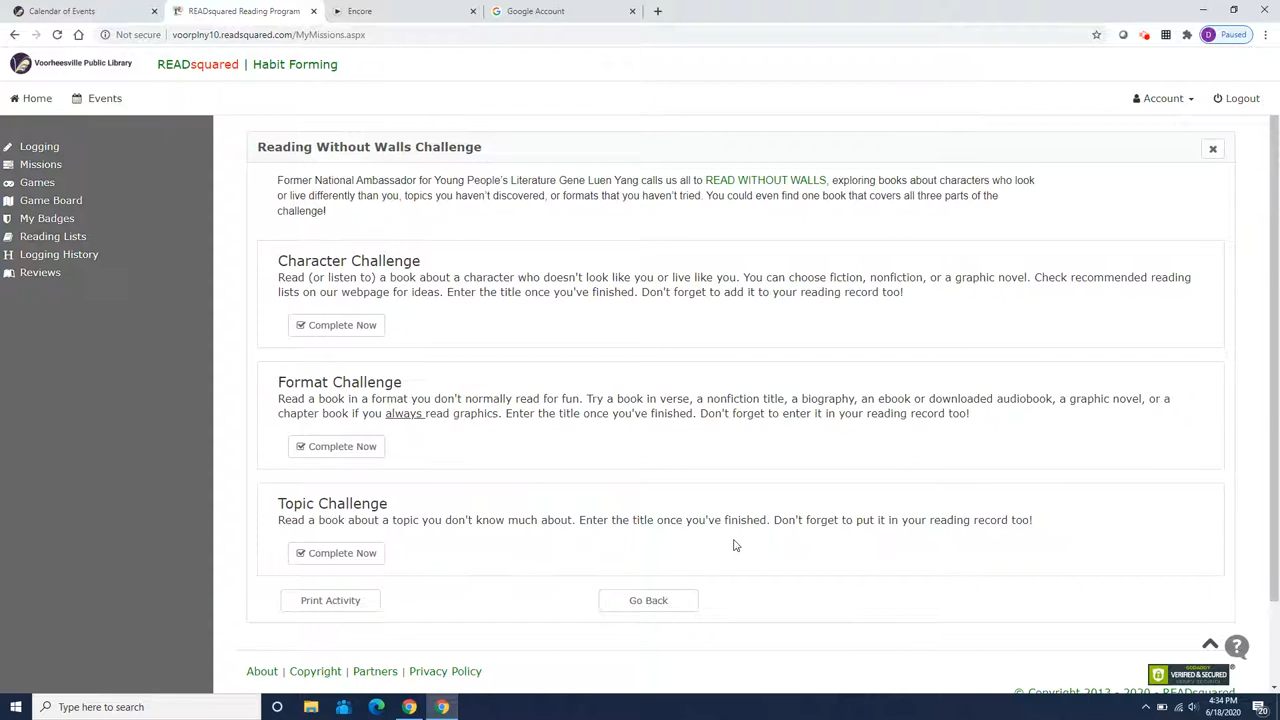 Calendar of Events
READsquared Reading Program
Encore
Google Account
Not secure | voorplny10.readsquared.com/MyMissions.aspx
D Paused
Voorheesville Public Library
READsquared | Habit Forming
Home
Events
Account
Logout
Logging
Missions
Games
Game Board
My Badges
Reading Lists
Logging History
Reviews
Reading Without Walls Challenge
Former National Ambassador for Young People's Literature Gene Luen Yang calls us all to READ WITHOUT WALLS, exploring books about characters who look
or live differently than you, topics you haven't discovered, or formats that you haven't tried. You could even find one book that covers all three parts of the
challenge!
Character Challenge
Read (or listen to) a book about a character who doesn't look like you or live like you. You can choose fiction, nonfiction, or a graphic novel. Check recommended reading
lists on our webpage for ideas. Enter the title once you've finished. Don't forget to add it to your reading record too!
Complete Now
Format Challenge
Read a book in a format you don't normally read for fun. Try a book in verse, a nonfiction title, a biography, an ebook or downloaded audiobook, a graphic novel, or a
chapter book if you always read graphics. Enter the title once you've finished. Don't forget to enter it in your reading record too!
Complete Now
Topic Challenge
Read a book about a topic you don't know much about. Enter the title once you've finished. Don't forget to put it in your reading record too!
Complete Now
Print Activity
Go Back
About | Copyright | Partners | Privacy Policy
GODADDY
VERIFIED & SECURED
© Copyright 2013 - 2020 - READsquared
Type here to search
4:34 PM
6/18/2020
20